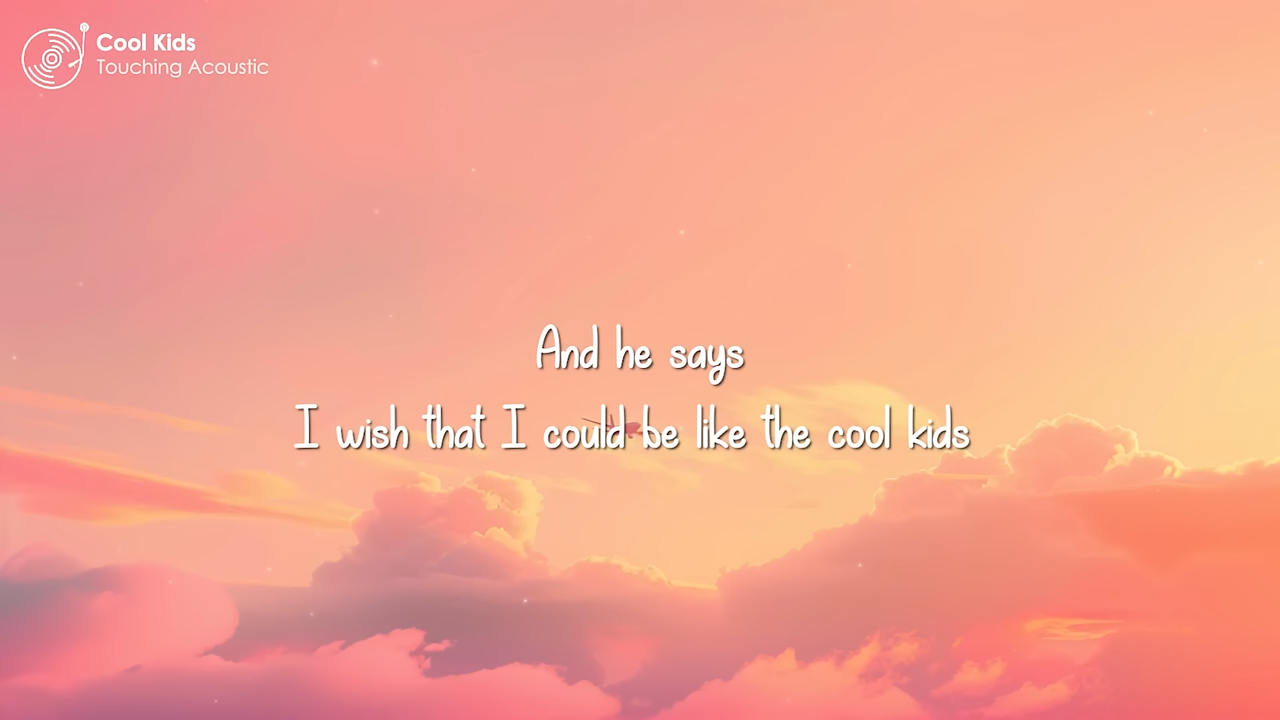 Cool Kids
Touching Acoustic
And he says
I wish that I could be like the cool kids